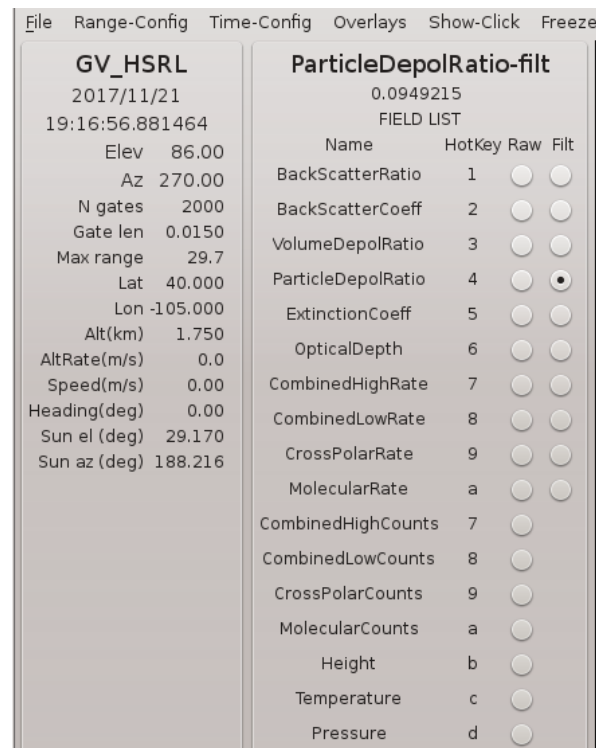 File Range-Config Time-Config Overlays Show-Click Freeze
GV_HSRL
2017/11/21
19:16:56.881464
Elev 86.00
Az 270.00
N gates 2000
Gate len 0.0150
Max range 29.7
Lat 40.000
Lon -105.000
Alt(km) 1.750
AltRate(m/s) 0.0
Speed(m/s) 0.00
Heading(deg) 0.00
Sun el (deg) 29.170
Sun az (deg) 188.216
ParticleDepolRatio-filt
0.0949215
FIELD LIST
Name HotKey Raw Filt
BackScatterRatio 1
BackScatterCoeff 2
VolumeDepolRatio 3
ParticleDepolRatio 4
ExtinctionCoeff 5
OpticalDepth 6
CombinedHighRate 7
CombinedLowRate 8
CrossPolarRate 9
MolecularRate a
CombinedHighCounts 7
CombinedLowCounts 8
CrossPolarCounts 9
MolecularCounts a
Height b
Temperature c
Pressure d